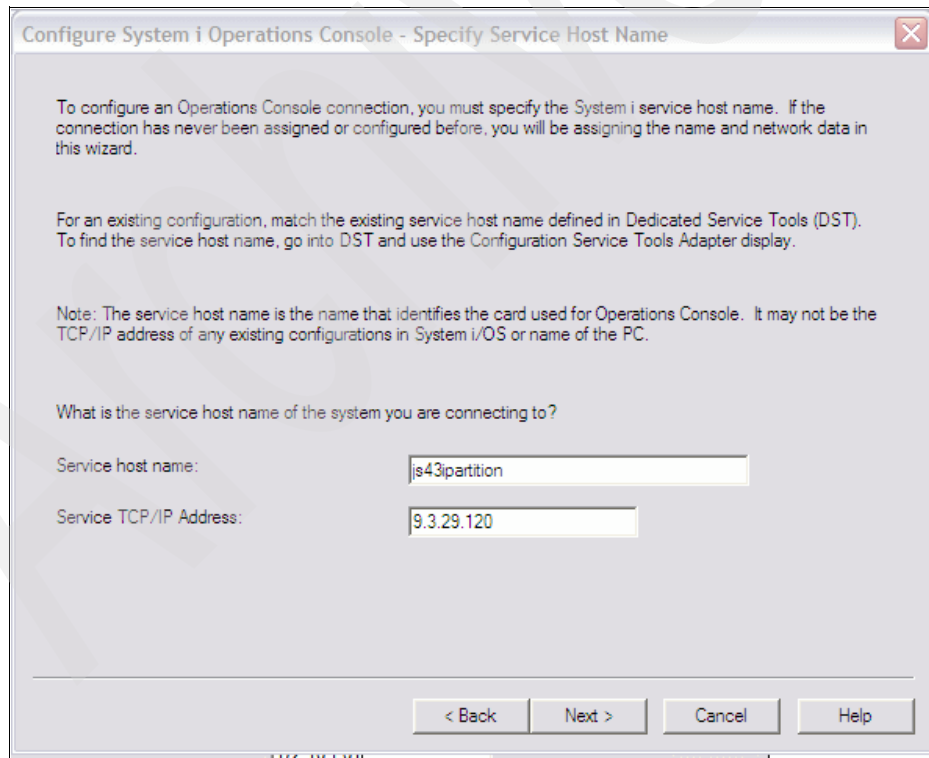 Configure System i Operations Console - Specify Service Host Name
To configure an Operations Console connection, you must specify the System i service host name. If the
connection has never been assigned or configured before, you will be assigning the name and network data in
this wizard.
For an existing configuration, match the existing service host name defined in Dedicated Service Tools (DST).
To find the service host name, go into DST and use the Configuration Service Tools Adapter display.
Note: The service host name is the name that identifies the card used for Operations Console. It may not be the
TCP/IP address of any existing configurations in System i/OS or name of the PC.
What is the service host name of the system you are connecting to?
Service host name:
js43ipartition
Service TCP/IP Address:
9.3.29.120
< Back
Next >
Cancel
Help